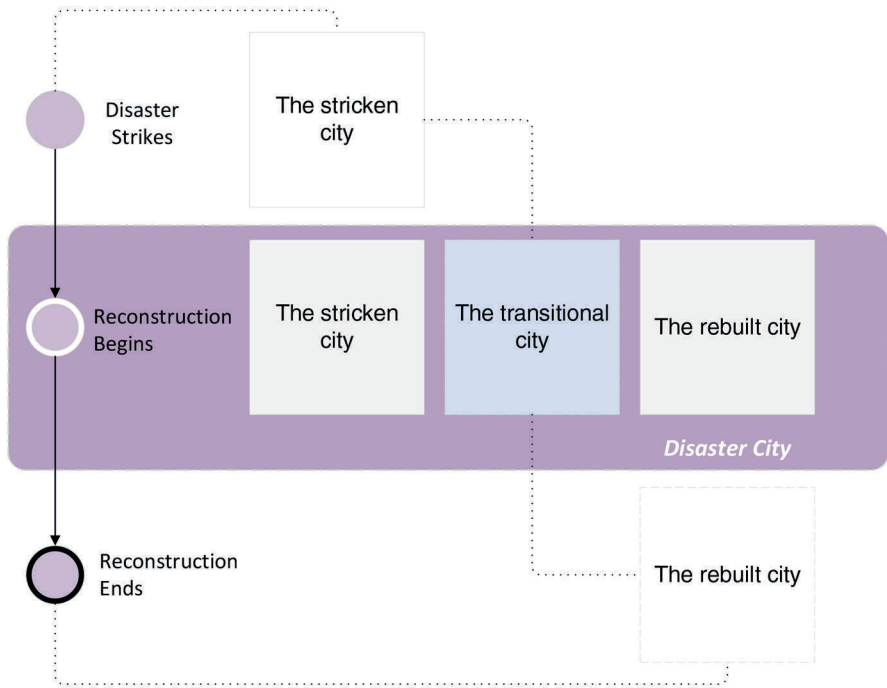 Disaster
Strikes
The stricken
city
Reconstruction
Begins
The stricken
city
The transitional
city
The rebuilt city
Disaster City
Reconstruction
Ends
The rebuilt city